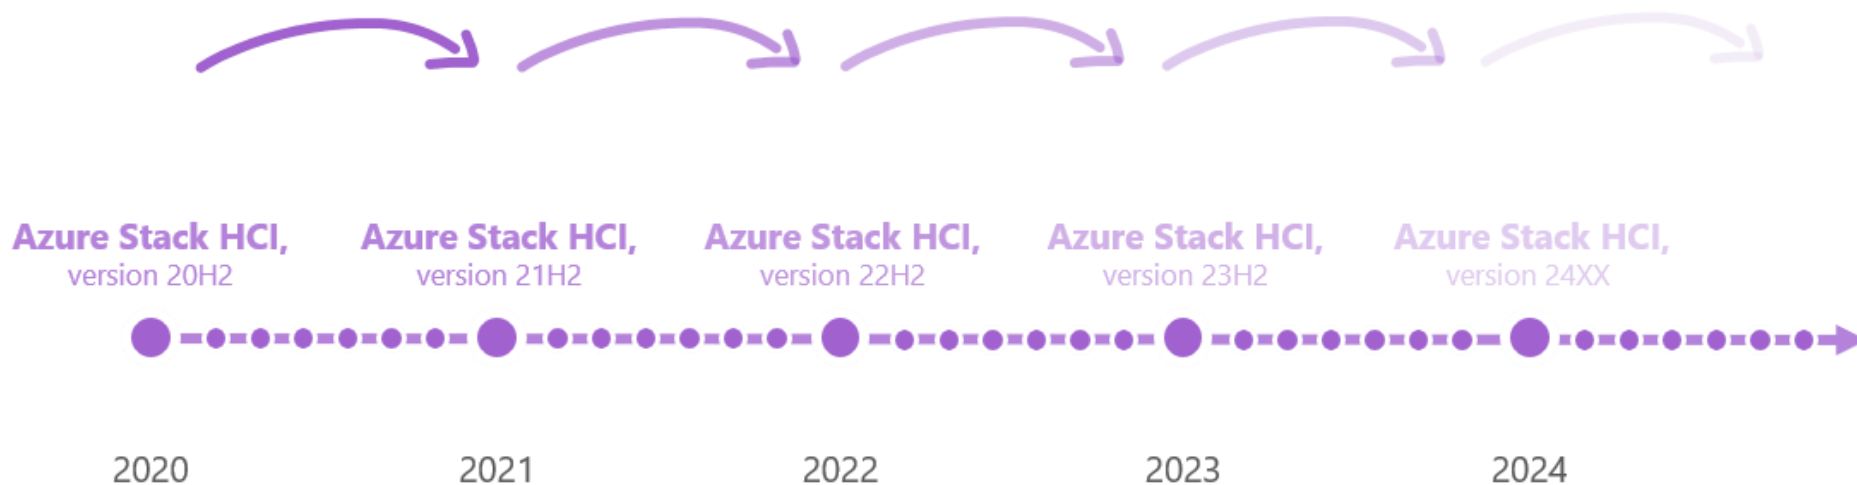 Azure Stack HCI,
version 20H2
Azure Stack HCI,
version 21H2
Azure Stack HCI,
version 22H2
Azure Stack HCI,
version 23H2
Azure Stack HCI,
version 24XX
2020
2021
2022
2023
2024